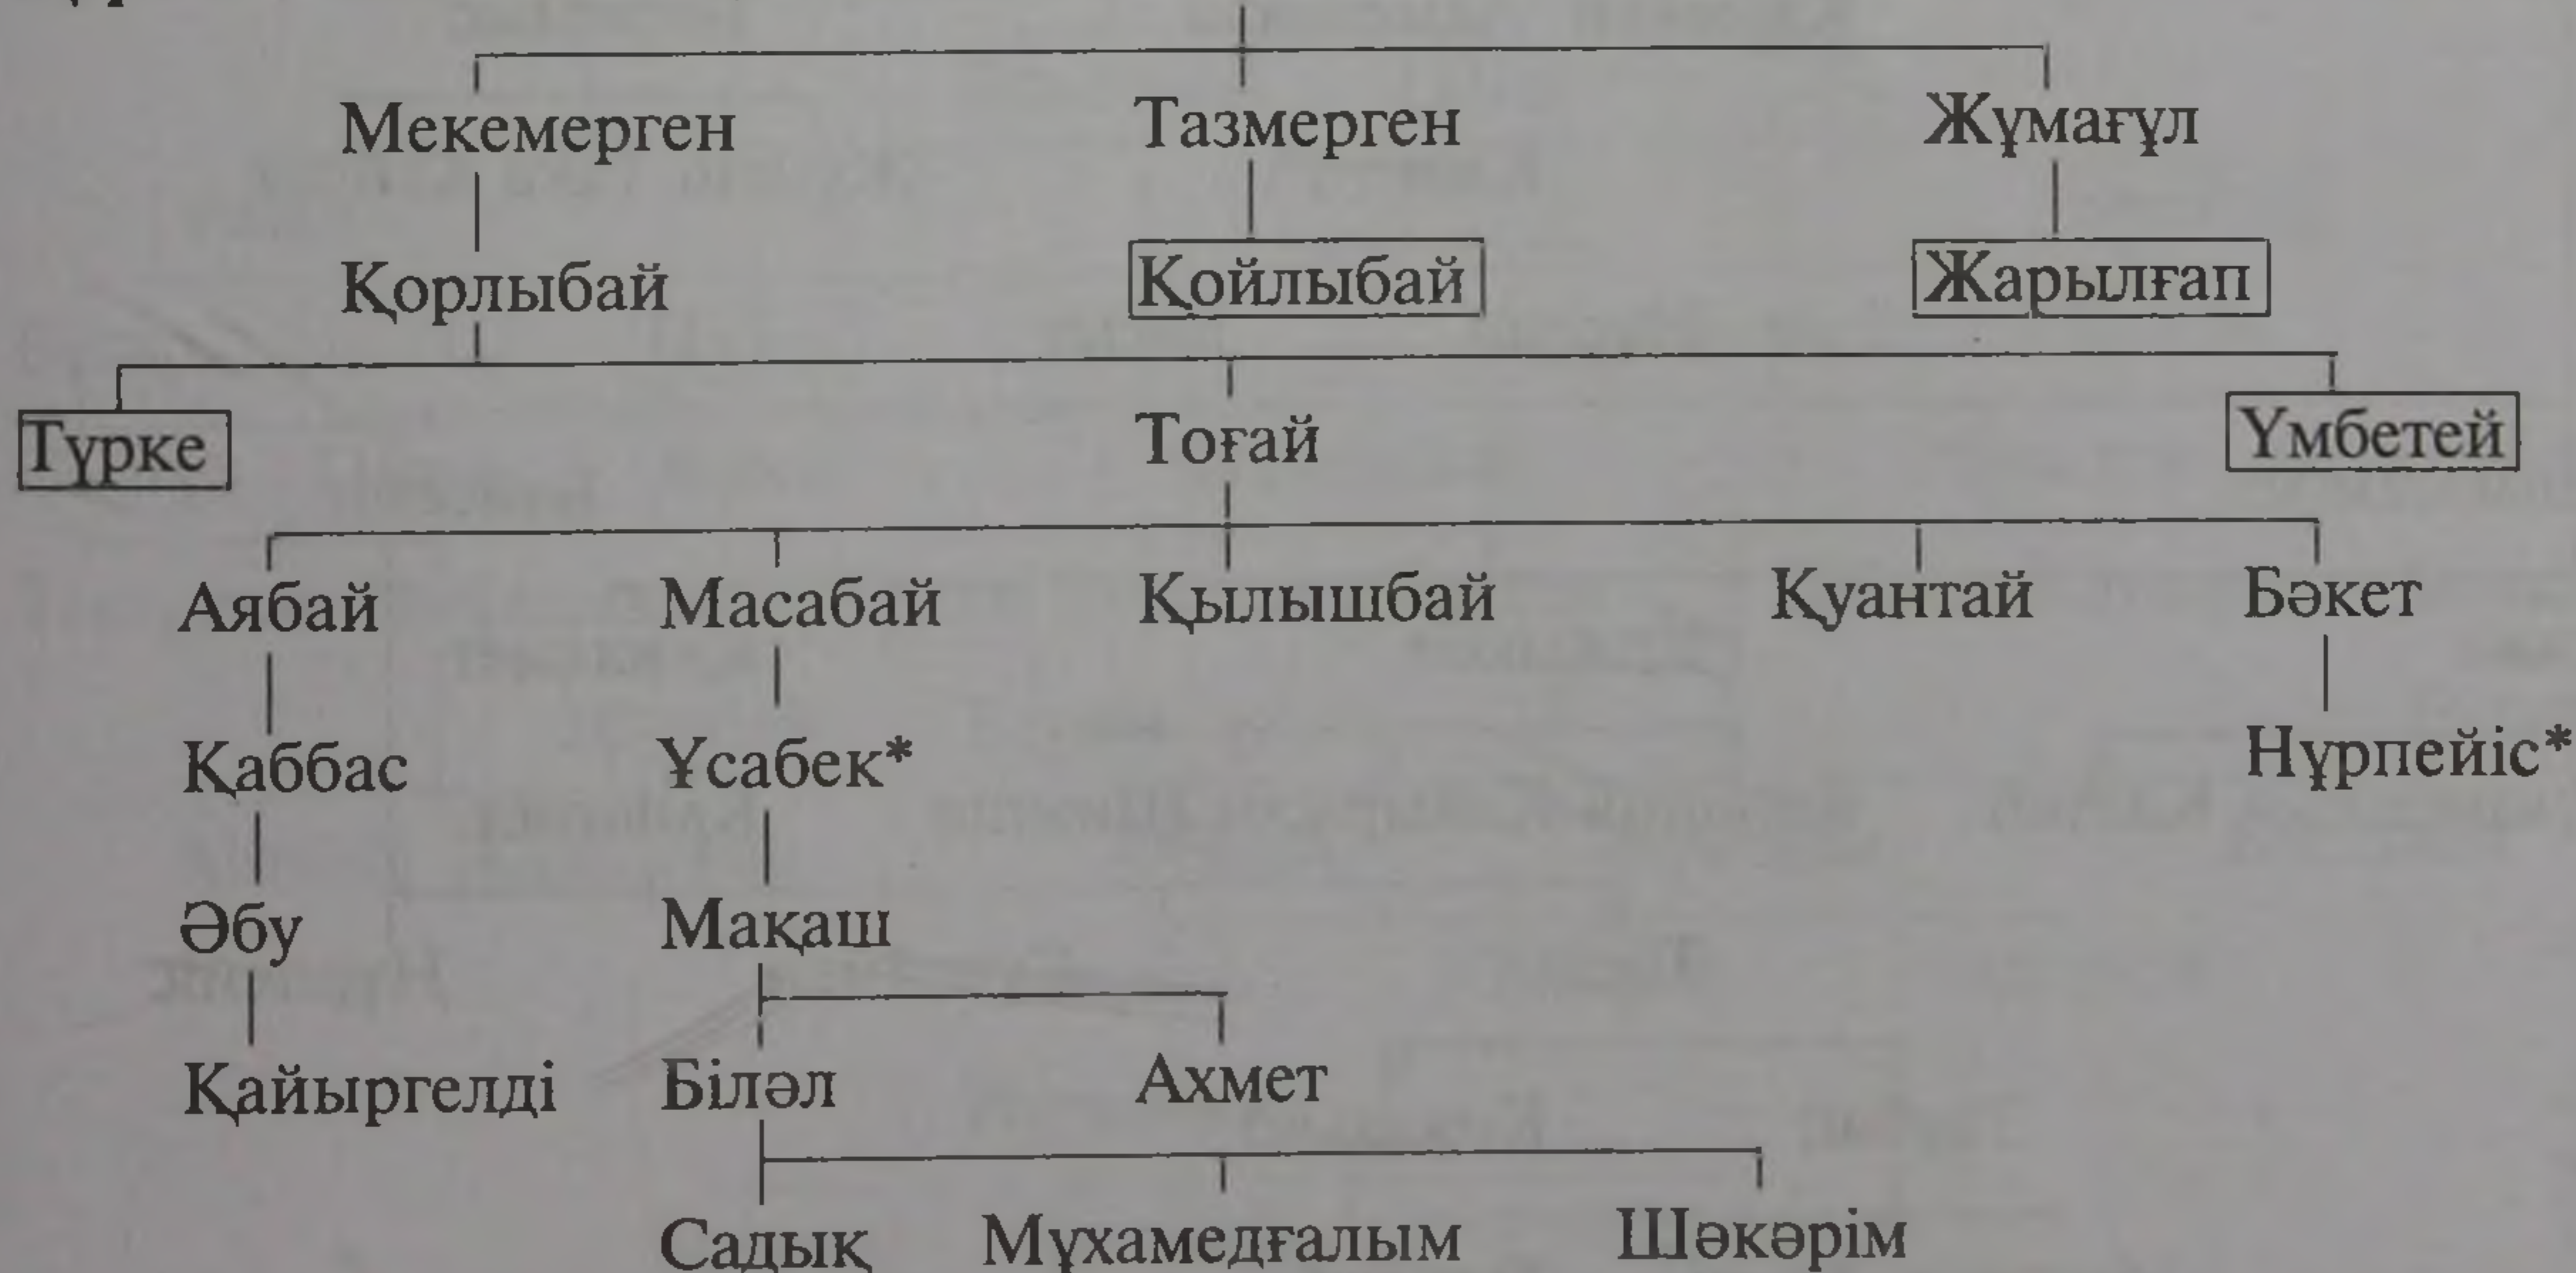 Мекемерген Тазмерген Жұмағұл
Қорлыбай Қойлыбай Жарылғап
Түрке Тоғай Үмбетей
Аябай Масабай Қылышбай Қуантай Бәкет
Қаббас Ұсабек* Нұрпейіс*
Әбу Мақаш
Қайыргелді Біләл Ахмет
Садық Мұхамедғалым Шәкәрім